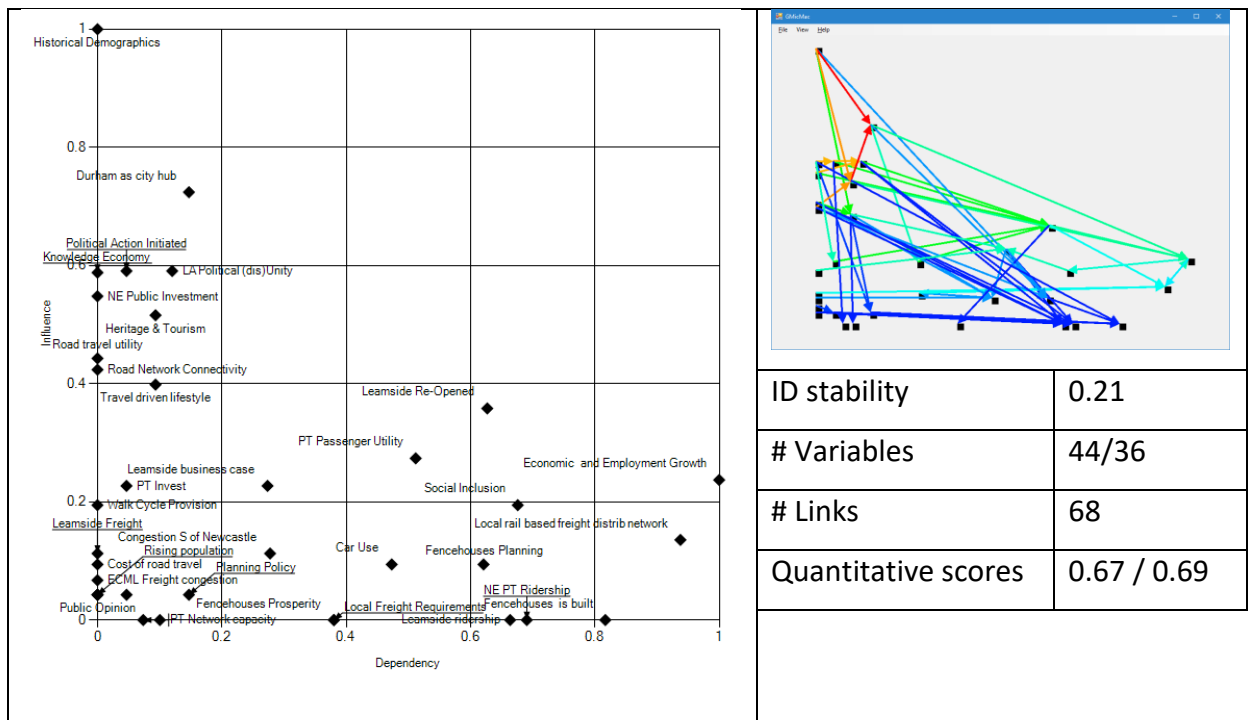 1
Historical Demographics
0.8
Durham as city hub
Political Action Initiated
Knowledge Economy
0.6
LA Political (dis)Unity
NE Public Investment
Influence
Heritage & Tourism
Road travel utility
Road Network Connectivity
0.4
Travel driven lifestyle
Leamside Re-Opened
PT Passenger Utility
Economic and Employment Growth
Leamside business case
PT Invest
Social Inclusion
0.2
Walk Cycle Provision
Leamside Freight
Local rail based freight distrib network
Congestion S of Newcastle
Rising population
Car Use
Fencehouses Planning
Cost of road travel
Planning Policy
ECML Freight congestion
NE PT Ridership
Public Opinion
Fencehouses Prosperity
Local Freight Requirements
Fencehouses is built
0
PT Network capacity
Leamside ridership
0 0.2 0.4 0.6 0.8 1
Dependency
GMicMac
File View Help
ID stability 0.21
# Variables 44/36
# Links 68
Quantitative scores 0.67 / 0.69